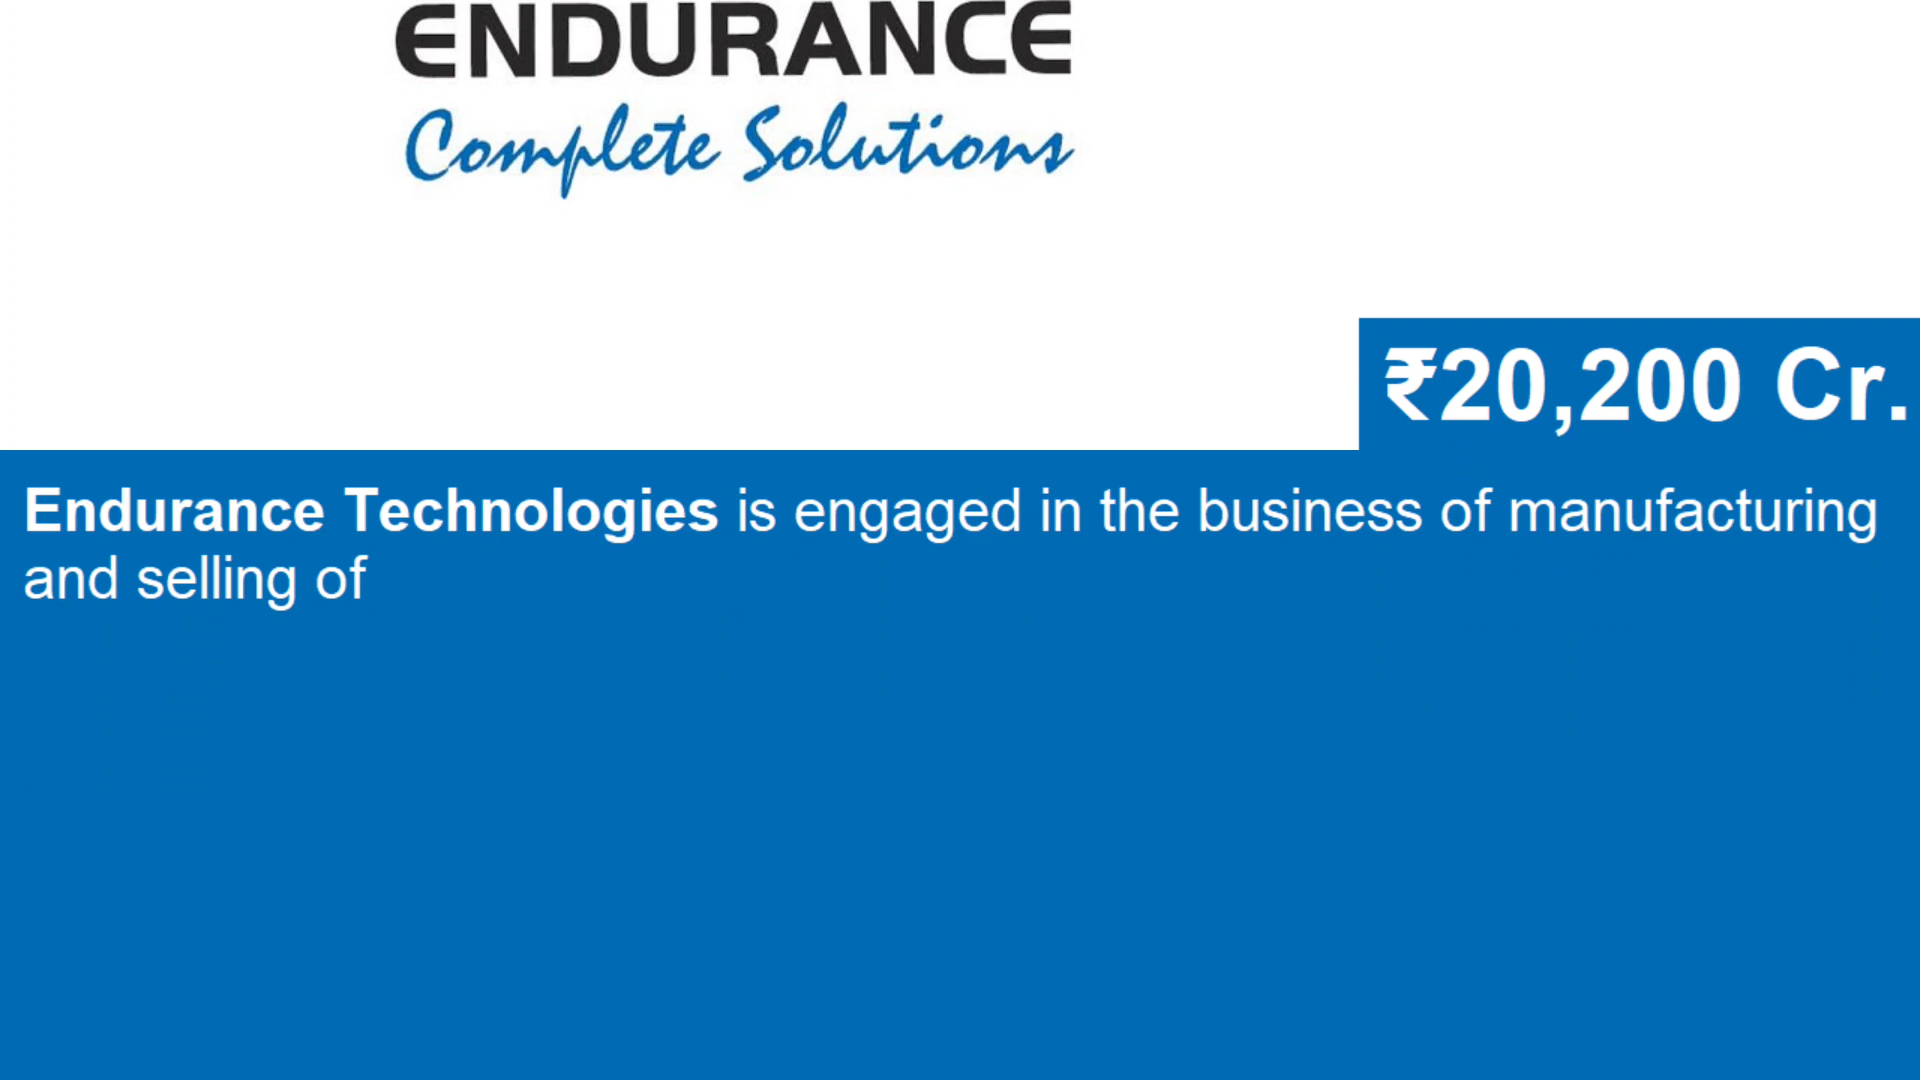 ENDURANCE
Complete Solutions
₹20,200 Cr.
Endurance Technologies is engaged in the business of manufacturing
and selling of